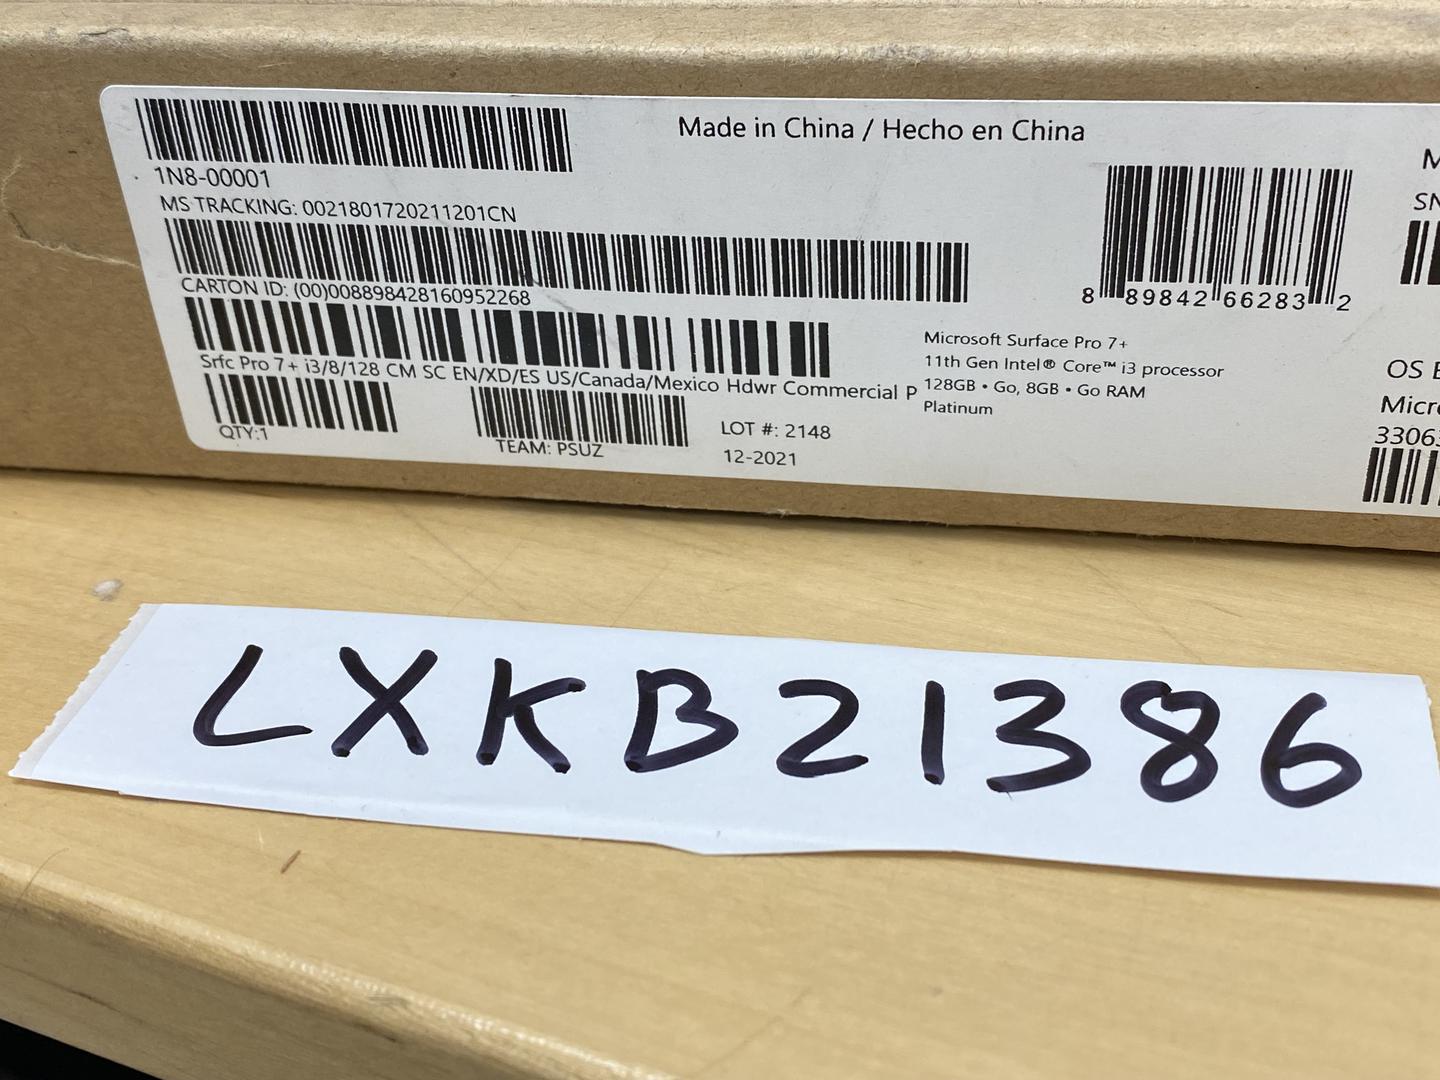 1N8-00001
MS TRACKING: 0021801720211201CN
CARTON ID: (00)008898428160952268
Srfc Pro 7+ i3/8/128 CM SC EN/XD/ES US/Canada/Mexico Hdwr Commercial P
QTY:1
TEAM: PSUZ
LOT #: 2148
12-2021
Made in China / Hecho en China
8 89842 66283 2
Microsoft Surface Pro 7+
11th Gen Intel® Core™ i3 processor
128GB • Go, 8GB • Go RAM
Platinum
SN
OS
LXKB21386